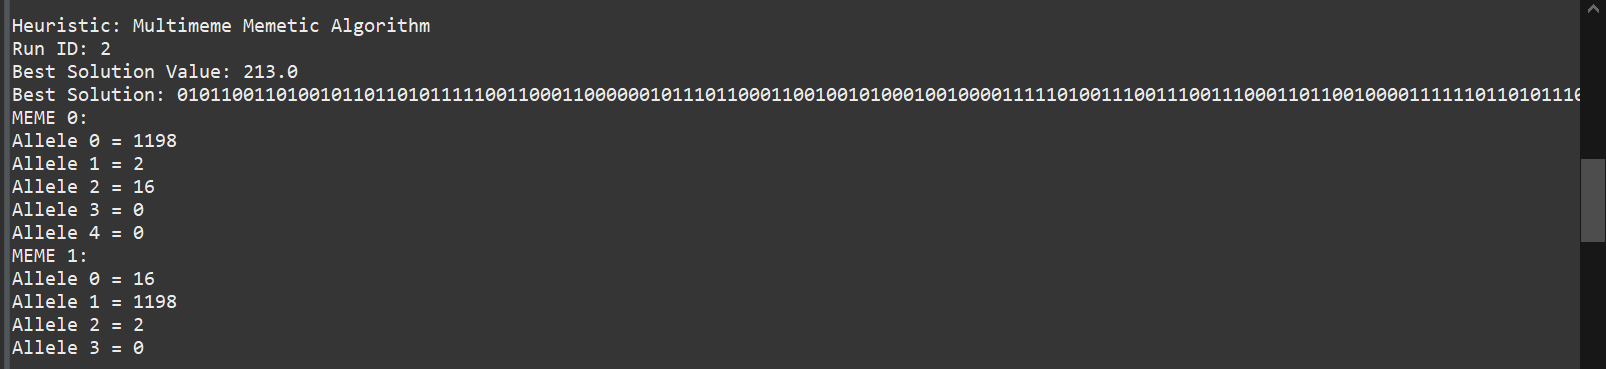 Heuristic: Multimeme Memetic Algorithm
Run ID: 2
Best Solution Value: 213.0
Best Solution: 01011001101001011011010111110011000110000001011101100011001001010001001000011111010011100111001110001101100100001111110110101110
MEME 0:
Allele 0 = 1198
Allele 1 = 2
Allele 2 = 16
Allele 3 = 0
Allele 4 = 0
MEME 1:
Allele 0 = 16
Allele 1 = 1198
Allele 2 = 2
Allele 3 = 0